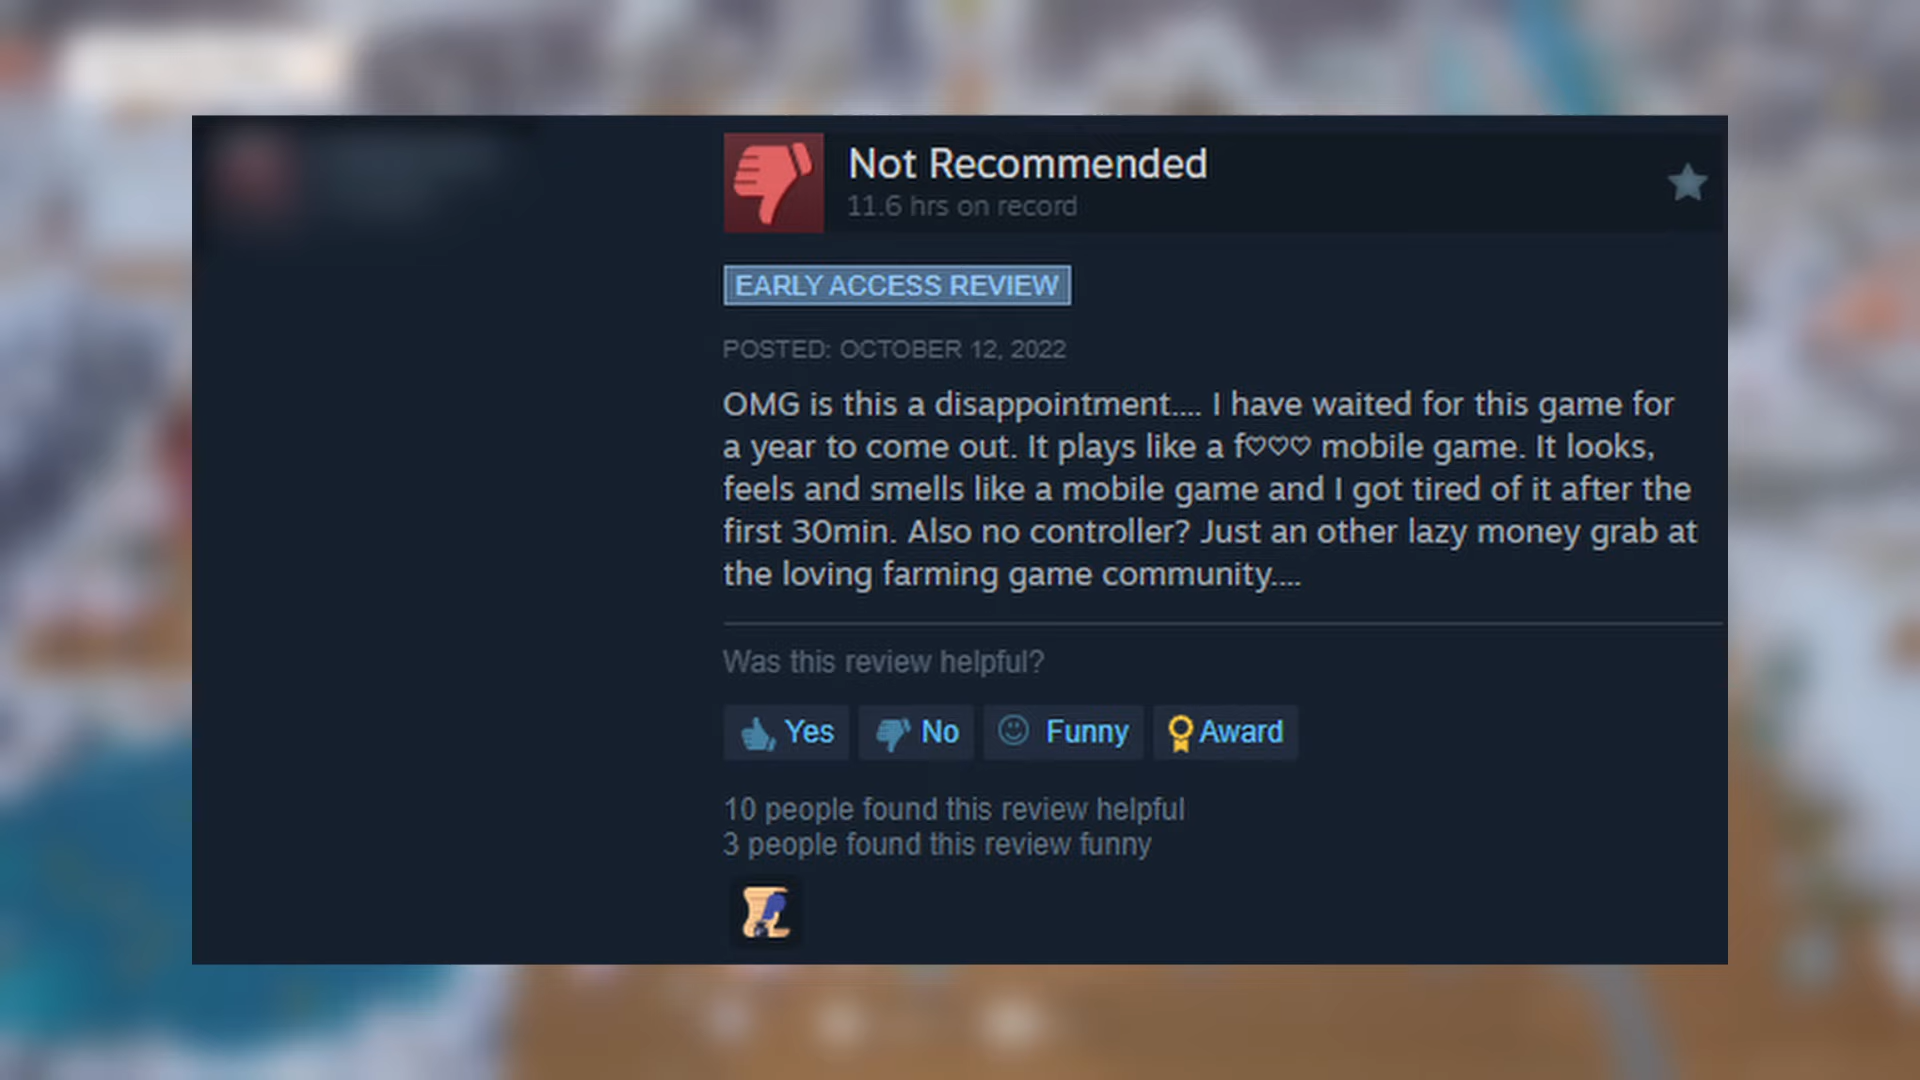 Not Recommended
11.6 hrs on record
EARLY ACCESS REVIEW
POSTED: OCTOBER 12, 2022
OMG is this a disappointment.... I have waited for this game for
a year to come out. It plays like a f♡♡♡ mobile game. It looks,
feels and smells like a mobile game and I got tired of it after the
first 30min. Also no controller? Just an other lazy money grab at
the loving farming game community....
Was this review helpful?
Yes No Funny Award
10 people found this review helpful
3 people found this review funny